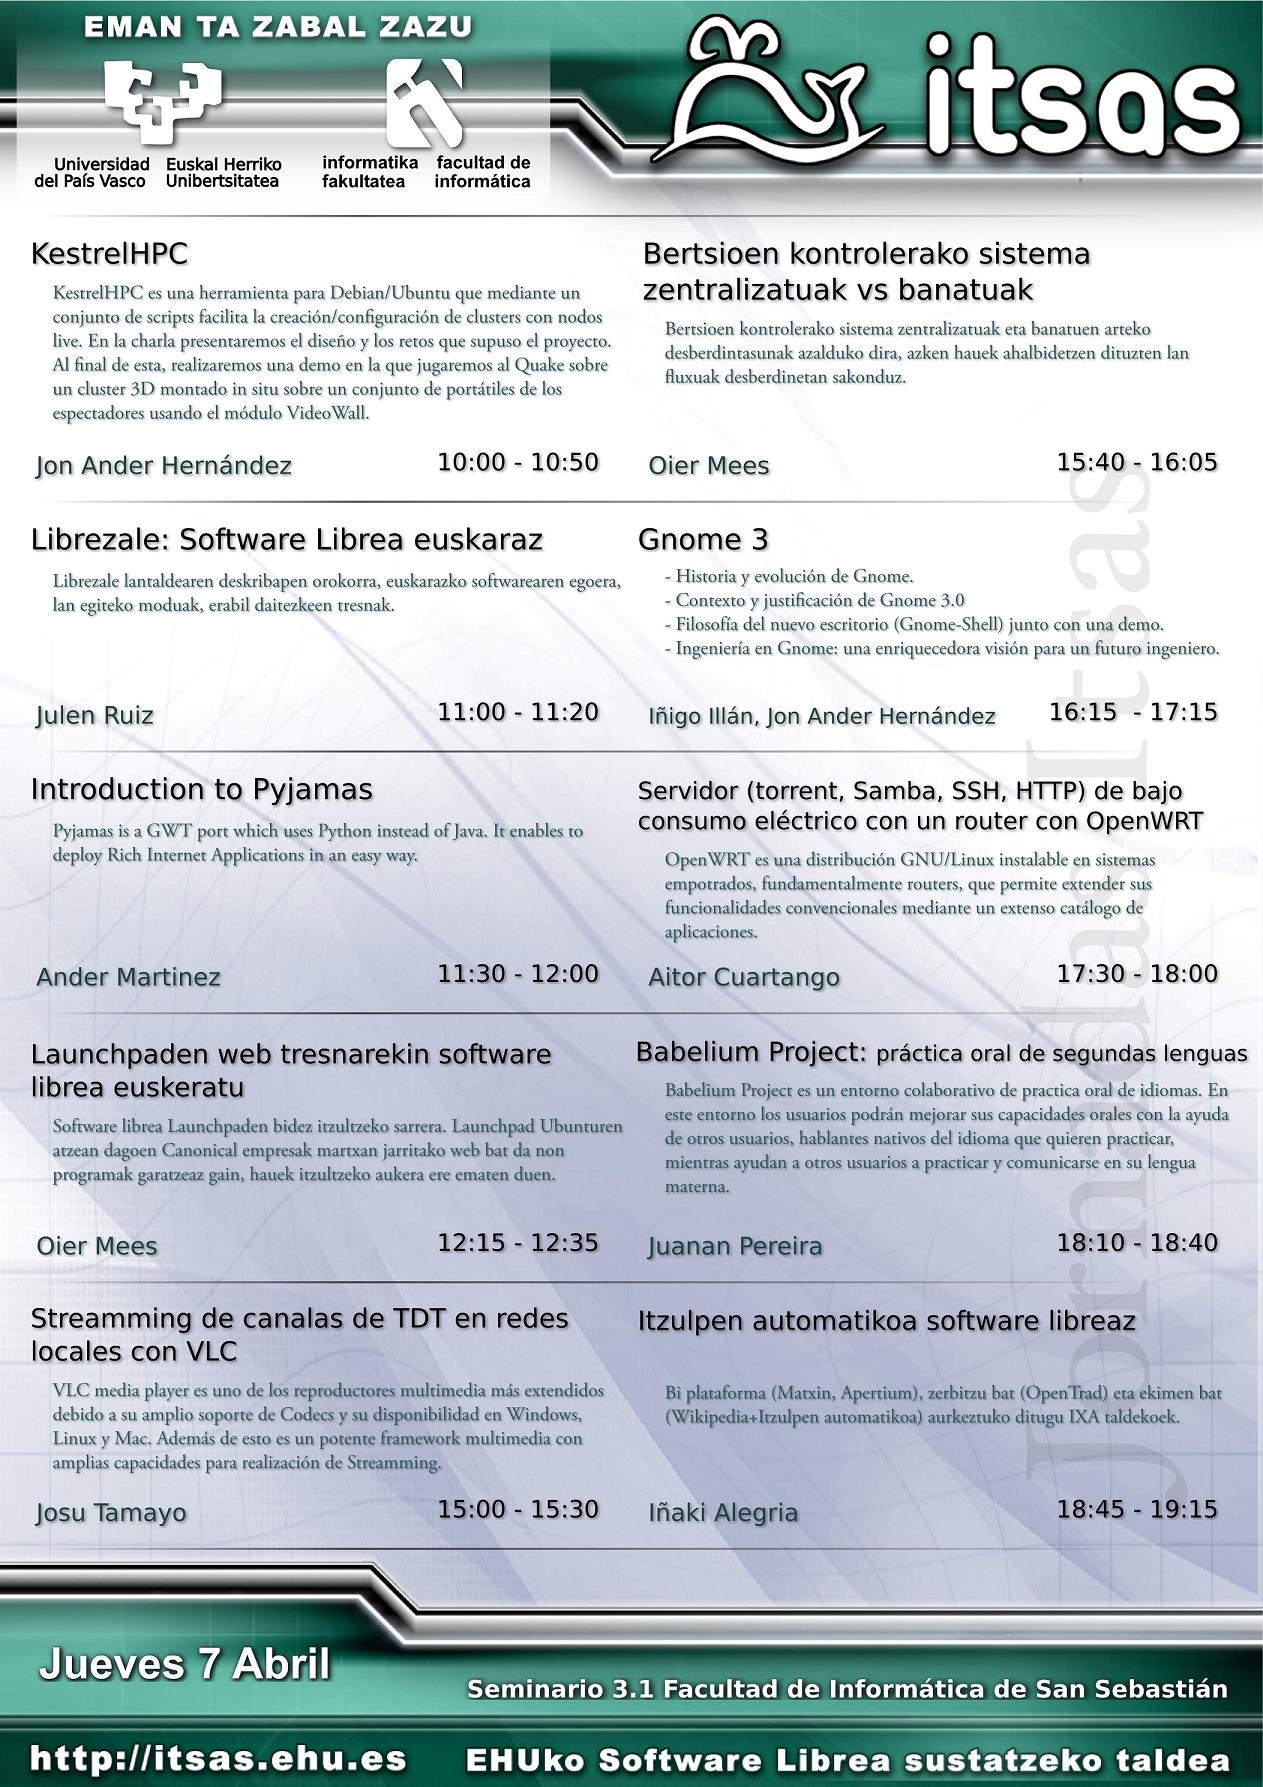 EMAN TA ZABAL ZAZU
itsas
Universidad
del País Vasco
Euskal Herriko
Unibertsitatea
informatika
fakultatea
facultad de
informática
KestrelHPC
KestrelHPC es una herramienta para Debian/Ubuntu que mediante un
conjunto de scripts facilita la creación/configuración de clusters con nodos
live. En la charla presentaremos el diseño y los retos que supuso el proyecto.
Al final de esta, realizaremos una demo en la que jugaremos al Quake sobre
un cluster 3D montado in situ sobre un conjunto de portátiles de los
espectadores usando el módulo VideoWall.
Jon Ander Hernández
10:00 - 10:50
Librezale: Software Librea euskaraz
Librezale lantaldearen deskribapen orokorra, euskarazko softwarearen egoera,
lan egiteko moduak, erabil daitezkeen tresnak.
Julen Ruiz
11:00 - 11:20
Introduction to Pyjamas
Pyjamas is a GWT port which uses Python instead of Java. It enables to
deploy Rich Internet Applications in an easy way.
Ander Martinez
11:30 - 12:00
Launchpaden web tresnarekin software
librea euskeratu
Software librea Launchpaden bidez itzultzeko sarrera. Launchpad Ubunturen
atzean dagoen Canonical empresak martxan jarritako web bat da non
programak garatzeaz gain, hauek itzultzeko aukera ere ematen duen.
Oier Mees
12:15 - 12:35
Streamming de canalas de TDT en redes
locales con VLC
VLC media player es uno de los reproductores multimedia más extendidos
debido a su amplio soporte de Codecs y su disponibilidad en Windows,
Linux y Mac. Además de esto es un potente framework multimedia con
amplias capacidades para realización de Streamming.
Josu Tamayo
15:00 - 15:30
Bertsioen kontrolerako sistema
zentralizatuak vs banatuak
Bertsioen kontrolerako sistema zentralizatuak eta banatuen arteko
desberdintasunak azalduko dira, azken hauek ahalbidetzen dituzten lan
fluxuak desberdinetan sakonduz.
Oier Mees
15:40 - 16:05
Gnome 3
- Historia y evolución de Gnome.
- Contexto y justificación de Gnome 3.0
- Filosofía del nuevo escritorio (Gnome-Shell) junto con una demo.
- Ingeniería en Gnome: una enriquecedora visión para un futuro ingeniero.
Iñigo Illán, Jon Ander Hernández
16:15 - 17:15
Servidor (torrent, Samba, SSH, HTTP) de bajo
consumo eléctrico con un router con OpenWRT
OpenWRT es una distribución GNU/Linux instalable en sistemas
empotrados, fundamentalmente routers, que permite extender sus
funcionalidades convencionales mediante un extenso catálogo de
aplicaciones.
Aitor Cuartango
17:30 - 18:00
Babelium Project: práctica oral de segundas lenguas
Babelium Project es un entorno colaborativo de practica oral de idiomas. En
este entorno los usuarios podrán mejorar sus capacidades orales con la ayuda
de otros usuarios, hablantes nativos del idioma que quieren practicar,
mientras ayudan a otros usuarios a practicar y comunicarse en su lengua
materna.
Juanan Pereira
18:10 - 18:40
Itzulpen automatikoa software libreaz
Bi plataforma (Matxin, Apertium), zerbitzu bat (OpenTrad) eta ekimen bat
(Wikipedia+Itzulpen automatikoa) aurkeztuko ditugu IXA taldekoek.
Iñaki Alegria
18:45 - 19:15
Jornadas Itsas
Jueves 7 Abril
Seminario 3.1 Facultad de Informática de San Sebastián
http://itsas.ehu.es
EHUko Software Librea sustatzeko taldea